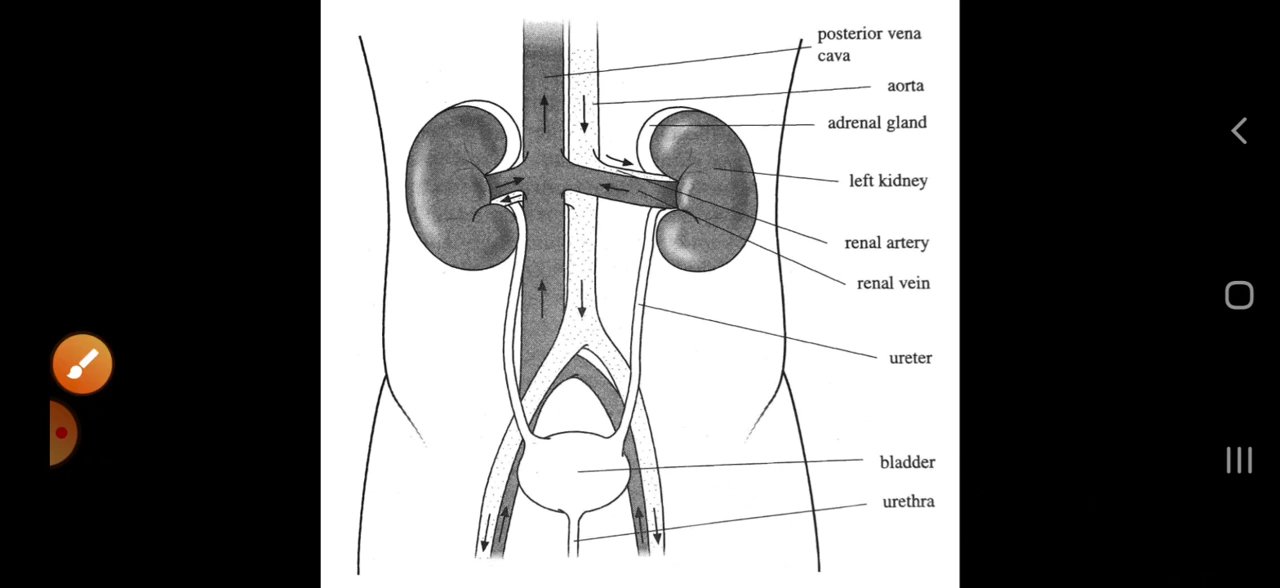 posterior vena
cava
aorta
adrenal gland
left kidney
renal artery
renal vein
ureter
bladder
urethra